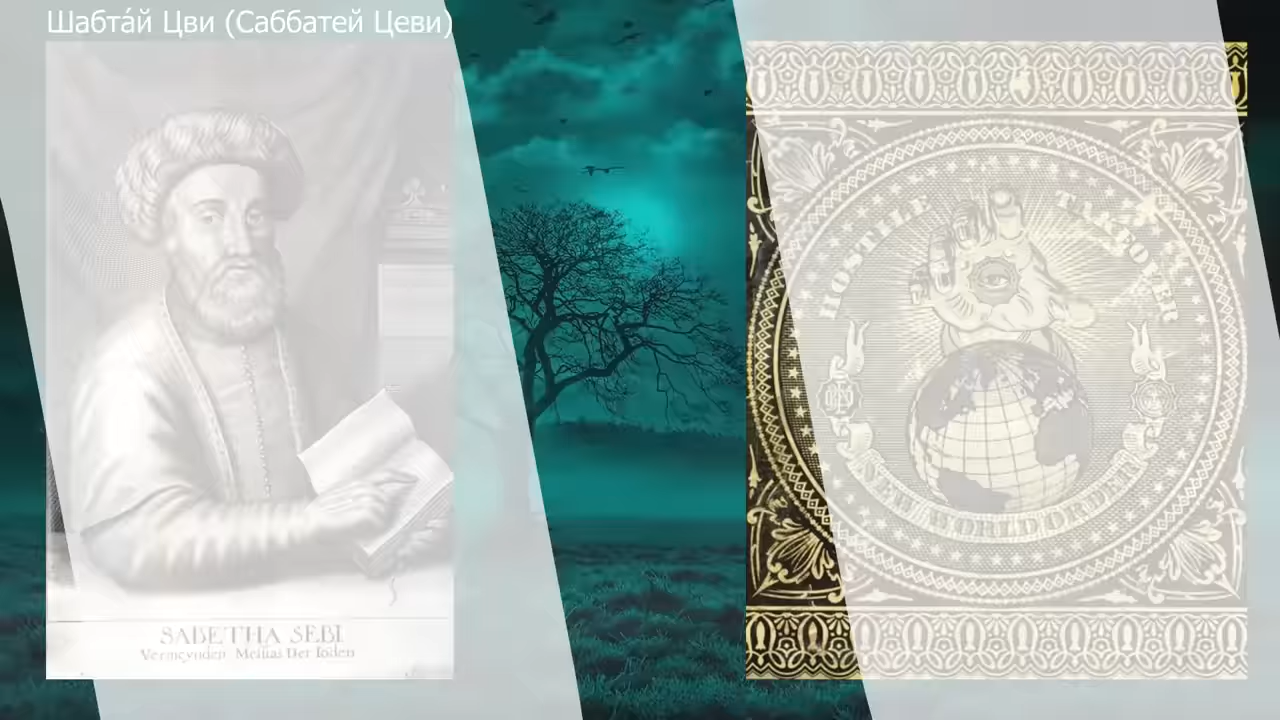 Шабта́й Цви (Саббатей Цеви)
SABETHA SEBI
Vermeynden Messias Der Ioden
HOSTILE TAKEOVER
NEW WORLD ORDER